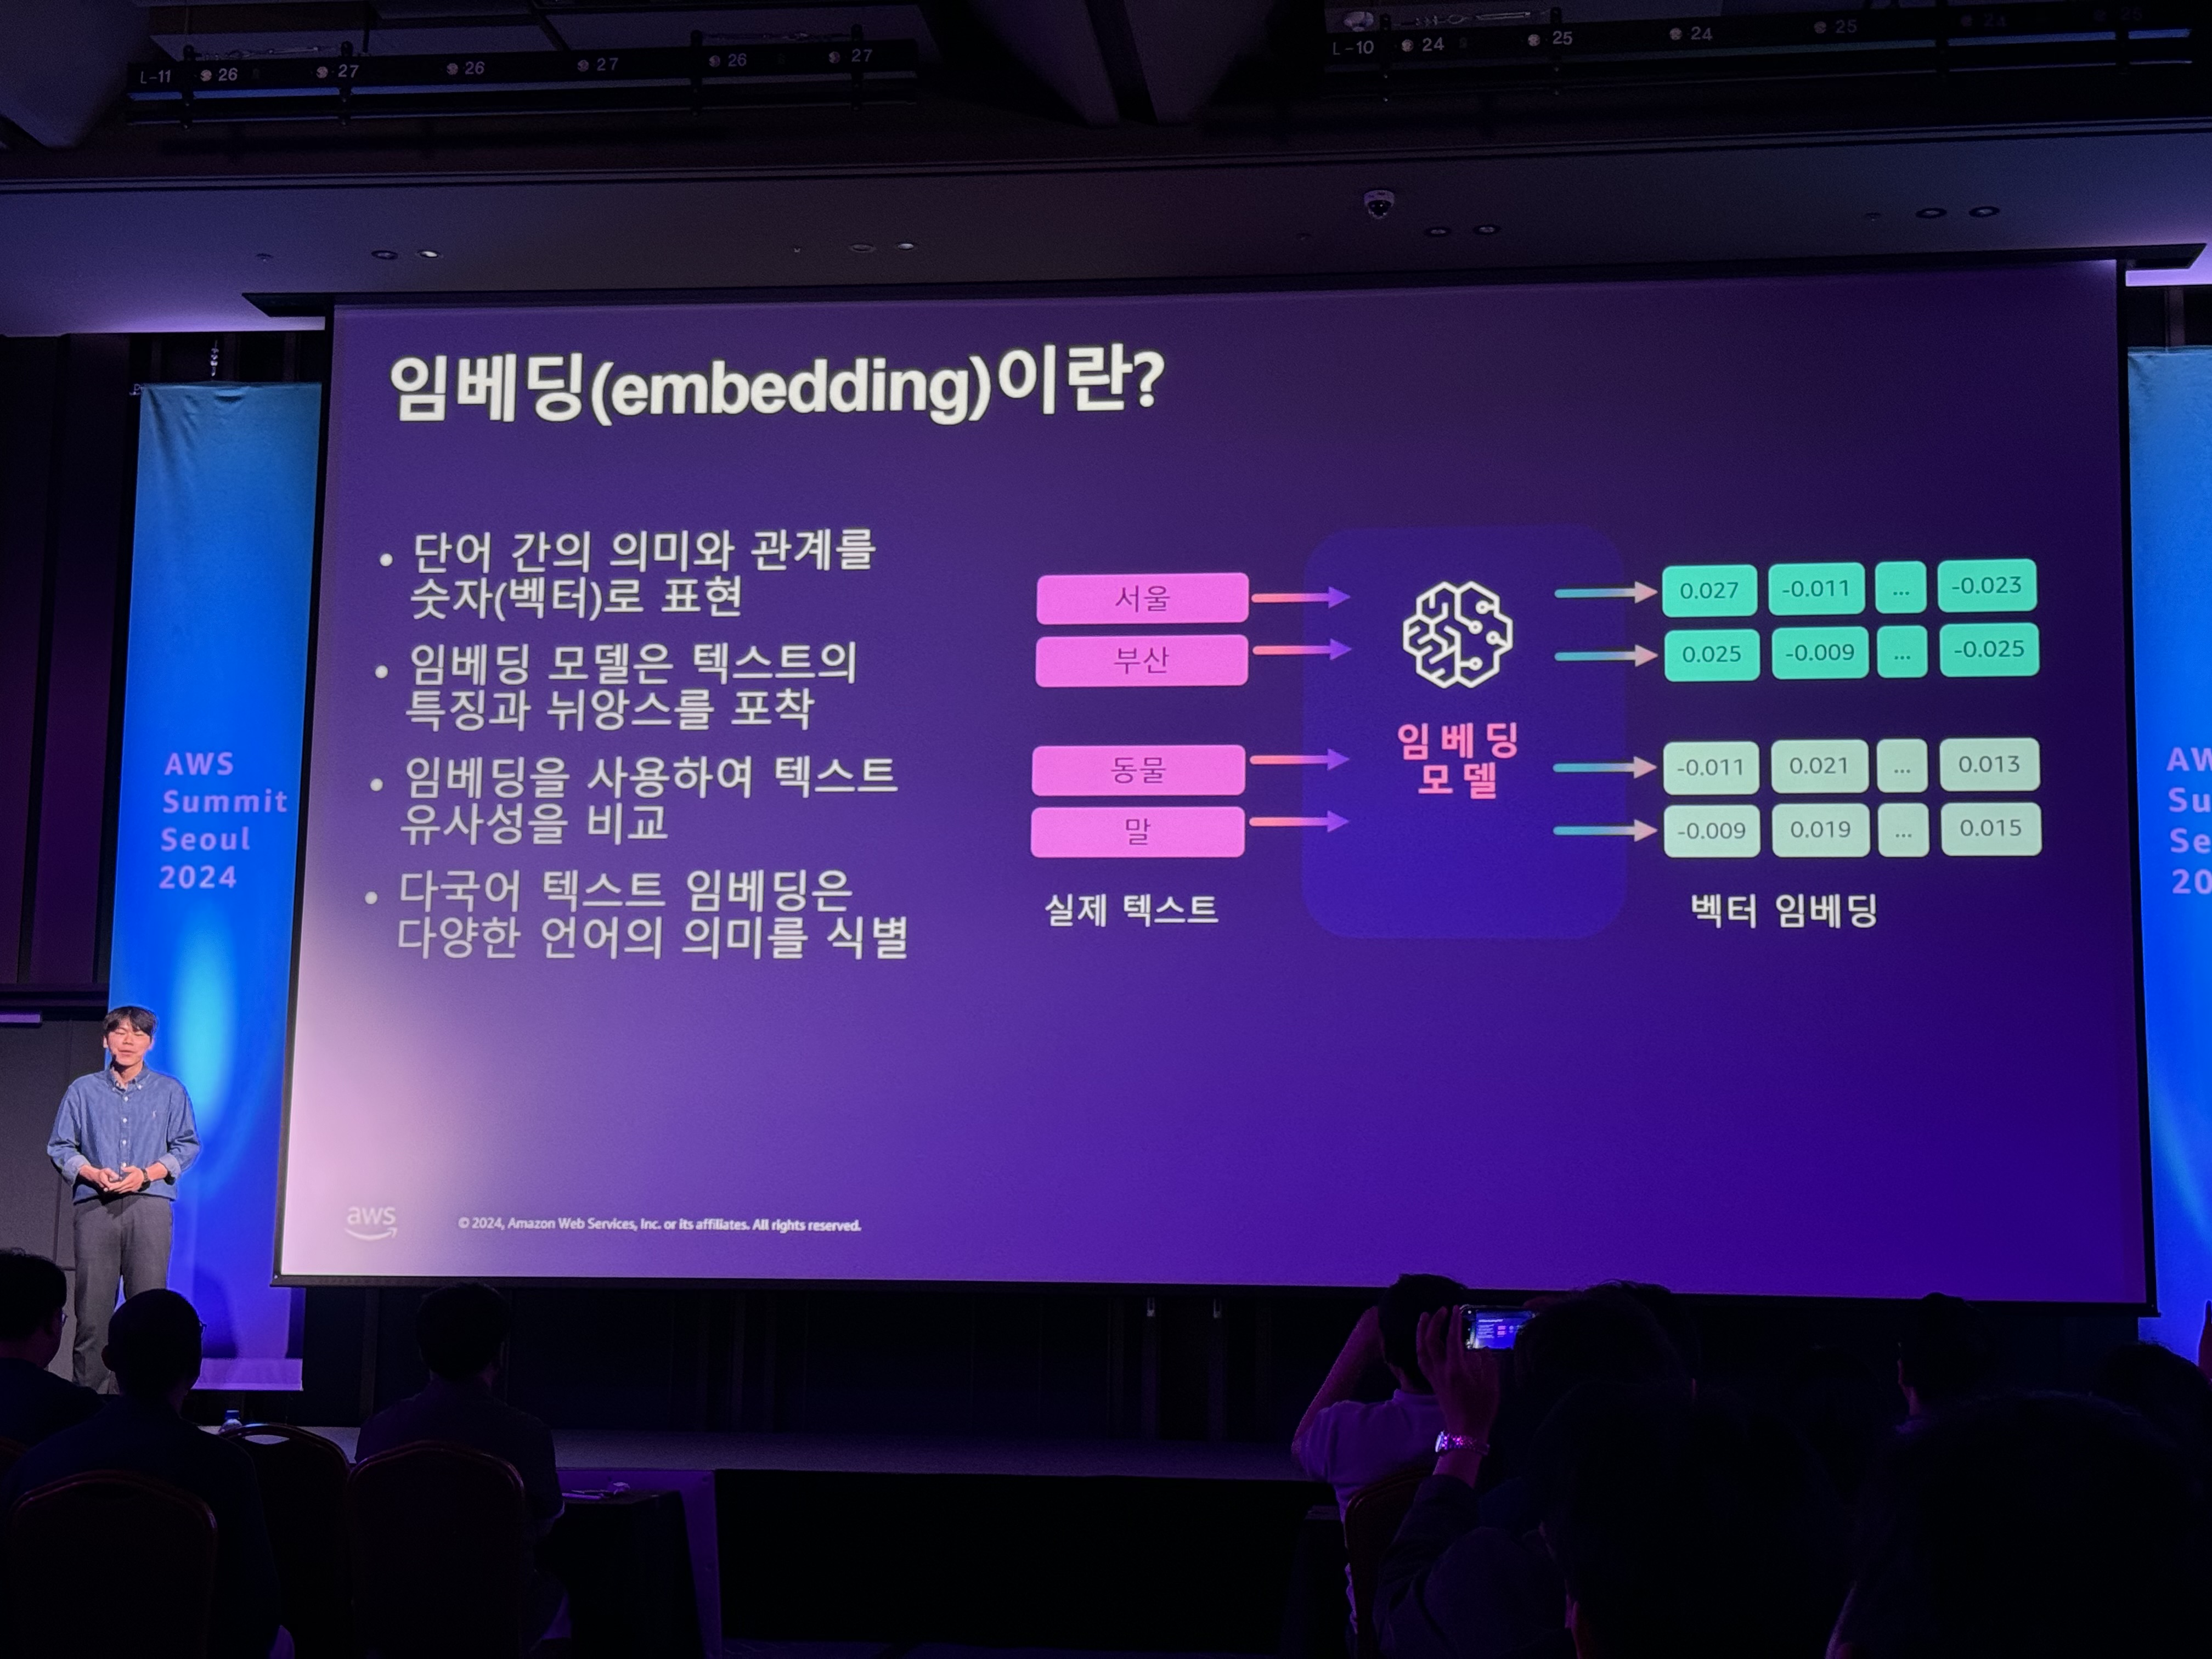 L-11 26 27 26 27 26 27
L-10 24 25 24 25 24 26
임베딩(embedding)이란?
• 단어 간의 의미와 관계를
숫자(벡터)로 표현
• 임베딩 모델은 텍스트의
특징과 뉘앙스를 포착
• 임베딩을 사용하여 텍스트
유사성을 비교
• 다국어 텍스트 임베딩은
다양한 언어의 의미를 식별
서울
부산
동물
말
실제 텍스트
임베딩
모델
0.027 -0.011 ... -0.023
0.025 -0.009 ... -0.025
-0.011 0.021 ... 0.013
-0.009 0.019 ... 0.015
벡터 임베딩
aws
© 2024, Amazon Web Services, Inc. or its affiliates. All rights reserved.
AWS
Summit
Seoul
2024
AW
Su
Se
20